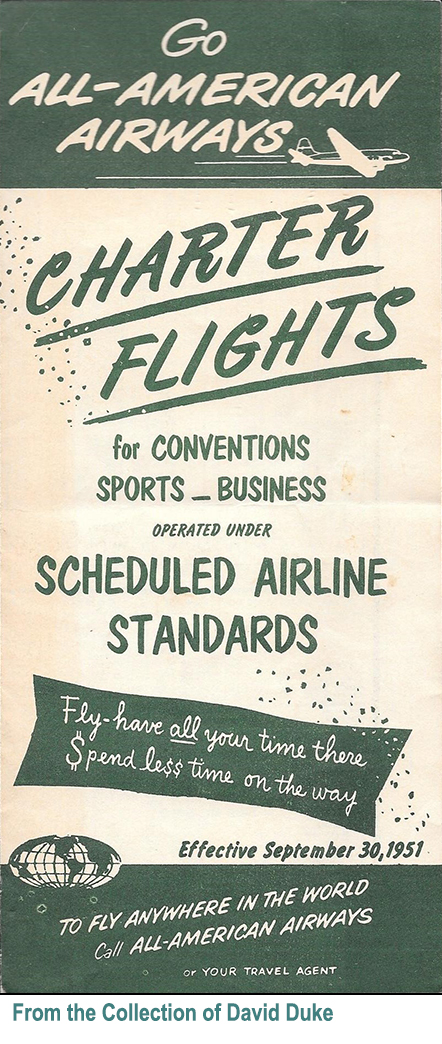 Go
ALL-AMERICAN
AIRWAYS
CHARTER
FLIGHTS
for CONVENTIONS
SPORTS _ BUSINESS
OPERATED UNDER
SCHEDULED AIRLINE
STANDARDS
Fly-have all your time there
$pend le$$ time on the way
Effective September 30, 1951
TO FLY ANYWHERE IN THE WORLD
Call ALL-AMERICAN AIRWAYS
or YOUR TRAVEL AGENT
From the Collection of David Duke